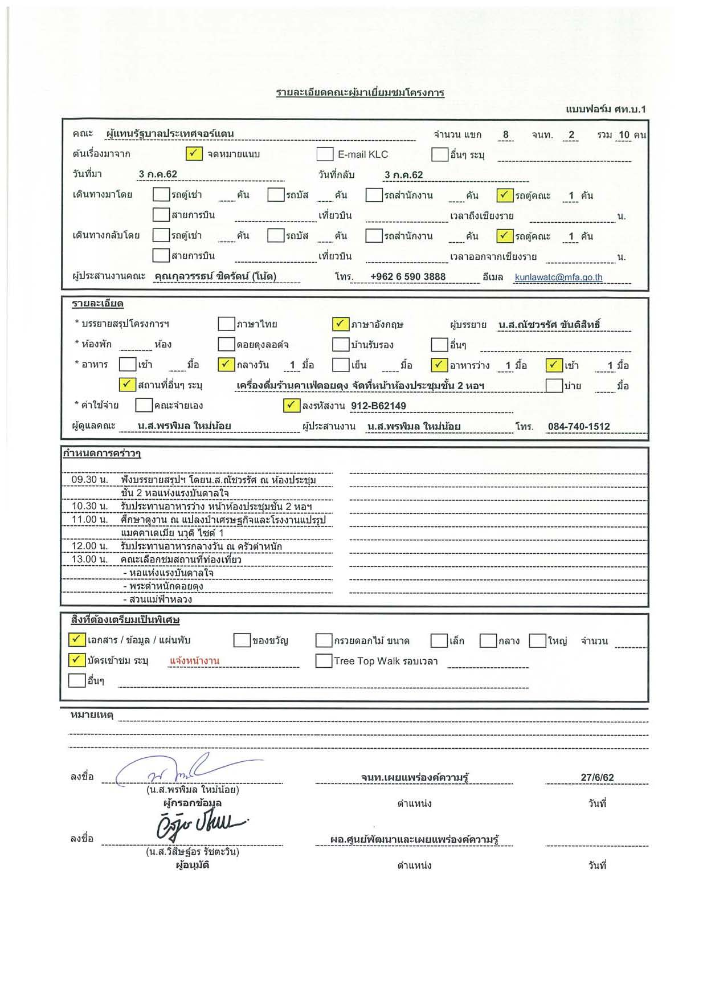 รายละเอียดคณะผู้มาเยี่ยมชมโครงการ
แบบฟอร์ม ศท.บ.1
คณะ ผู้แทนรัฐบาลประเทศจอร์แดน จำนวน แขก 8 จนท. 2 รวม 10 คน
ต้นเรื่องมาจาก ✓ จดหมายแนบ E-mail KLC อื่นๆ ระบุ
วันที่มา 3 ก.ค.62 วันที่กลับ 3 ก.ค.62
เดินทางมาโดย รถตู้เช่า คัน รถบัส คัน รถสำนักงาน คัน ✓ รถตู้คณะ 1 คัน
สายการบิน เที่ยวบิน เวลาถึงเชียงราย น.
เดินทางกลับโดย รถตู้เช่า คัน รถบัส คัน รถสำนักงาน คัน ✓ รถตู้คณะ 1 คัน
สายการบิน เที่ยวบิน เวลาออกจากเชียงราย น.
ผู้ประสานงานคณะ คุณกุลวรรธน์ ชิตรัตน์ (โน้ต) โทร. +962 6 590 3888 อีเมล kunlawatc@mfa.go.th
รายละเอียด
* บรรยายสรุปโครงการฯ ภาษาไทย ✓ ภาษาอังกฤษ ผู้บรรยาย น.ส.ณัชวรรัศ ขันติสิทธิ์
* ห้องพัก ห้อง ดอยตุงลอด์จ บ้านรับรอง อื่นๆ
* อาหาร เช้า มื้อ ✓ กลางวัน 1 มื้อ เย็น มื้อ ✓ อาหารว่าง 1 มื้อ ✓ เช้า 1 มื้อ
✓ สถานที่อื่นๆ ระบุ เครื่องดื่มร้านคาเฟ่ดอยตุง จัดที่หน้าห้องประชุมชั้น 2 หอฯ บ่าย มื้อ
* ค่าใช้จ่าย คณะจ่ายเอง ✓ ลงรหัสงาน 912-B62149
ผู้ดูแลคณะ น.ส.พรพิมล ใหม่น้อย ผู้ประสานงาน น.ส.พรพิมล ใหม่น้อย โทร. 084-740-1512
กำหนดการคร่าวๆ
09.30 น. ฟังบรรยายสรุปฯ โดยน.ส.ณัชวรรัศ ณ ห้องประชุม
ชั้น 2 หอแห่งแรงบันดาลใจ
10.30 น. รับประทานอาหารว่าง หน้าห้องประชุมชั้น 2 หอฯ
11.00 น. ศึกษาดูงาน ณ แปลงป่าเศรษฐกิจและโรงงานแปรรูป
แมคคาเดเมีย นวุติ ไซต์ 1
12.00 น. รับประทานอาหารกลางวัน ณ ครัวตำหนัก
13.00 น. คณะเลือกชมสถานที่ท่องเที่ยว
- หอแห่งแรงบันดาลใจ
- พระตำหนักดอยตุง
- สวนแม่ฟ้าหลวง
สิ่งที่ต้องเตรียมเป็นพิเศษ
✓ เอกสาร / ข้อมูล / แผ่นพับ ของขวัญ กรวยดอกไม้ ขนาด เล็ก กลาง ใหญ่ จำนวน
✓ บัตรเข้าชม ระบุ แจ้งหน้างาน Tree Top Walk รอบเวลา
อื่นๆ
หมายเหตุ
ลงชื่อ จนท.เผยแพร่องค์ความรู้ 27/6/62
(น.ส.พรพิมล ใหม่น้อย)
ผู้กรอกข้อมูล ตำแหน่ง วันที่
ลงชื่อ ผอ.ศูนย์พัฒนาและเผยแพร่องค์ความรู้
(น.ส.วิสิษฐ์อร รัชตะวิน)
ผู้อนุมัติ ตำแหน่ง วันที่